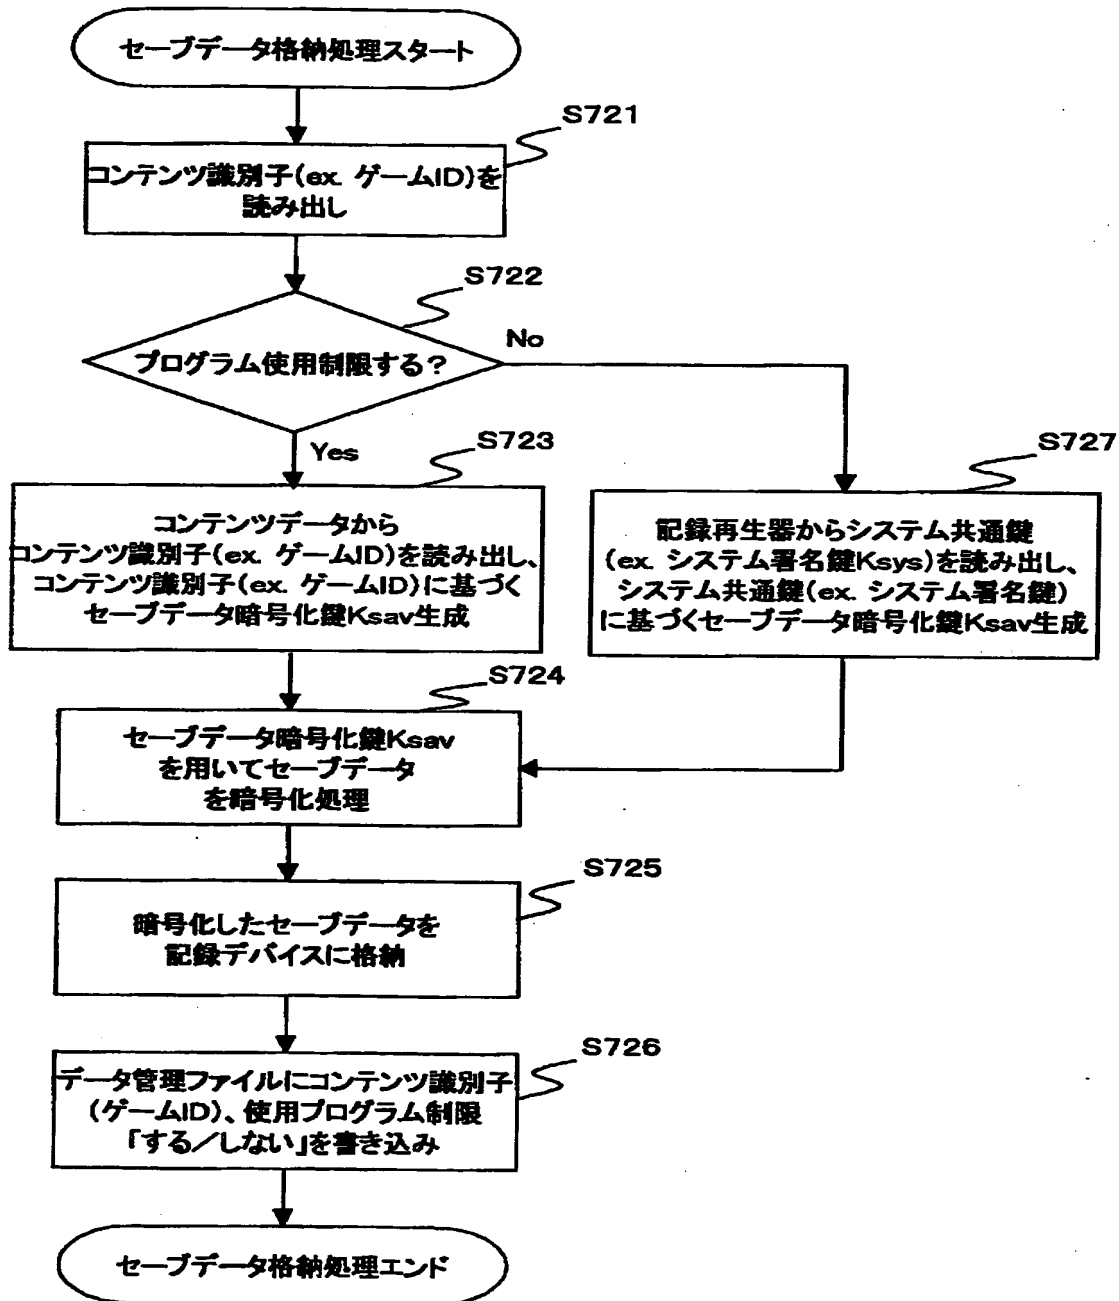 セーブデータ格納処理スタート
S721
コンテンツ識別子(ex. ゲームID)を
読み出し
S722
プログラム使用制限する?
No
Yes
S723
コンテンツデータから
コンテンツ識別子(ex. ゲームID)を読み出し、
コンテンツ識別子(ex. ゲームID)に基づく
セーブデータ暗号化鍵Ksav生成
S727
記録再生器からシステム共通鍵
(ex. システム署名鍵Ksys)を読み出し、
システム共通鍵(ex. システム署名鍵)
に基づくセーブデータ暗号化鍵Ksav生成
S724
セーブデータ暗号化鍵Ksav
を用いてセーブデータ
を暗号化処理
S725
暗号化したセーブデータを
記録デバイスに格納
S726
データ管理ファイルにコンテンツ識別子
(ゲームID)、使用プログラム制限
「する/しない」を書き込み
セーブデータ格納処理エンド